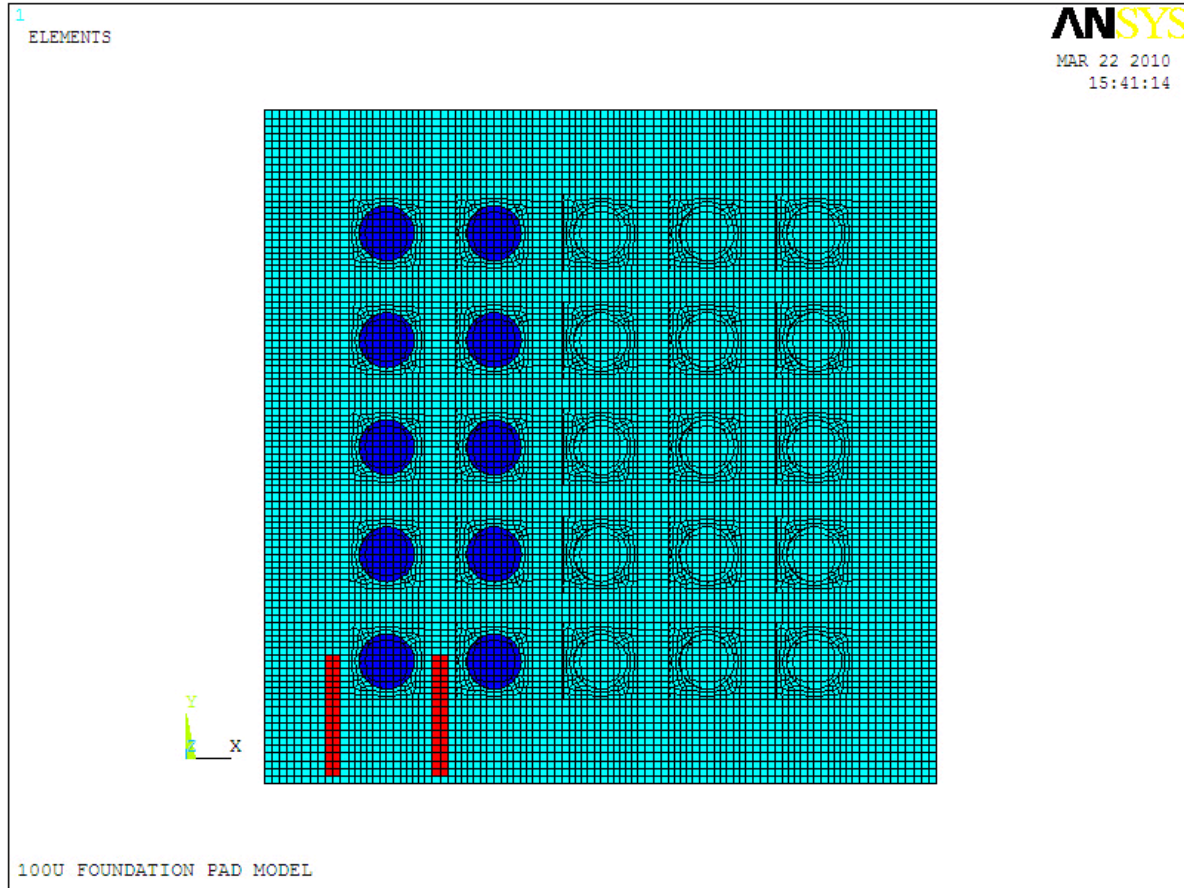 1
ELEMENTS
ANSYS
MAR 22 2010
15:41:14
Y
Z
X
100U FOUNDATION PAD MODEL